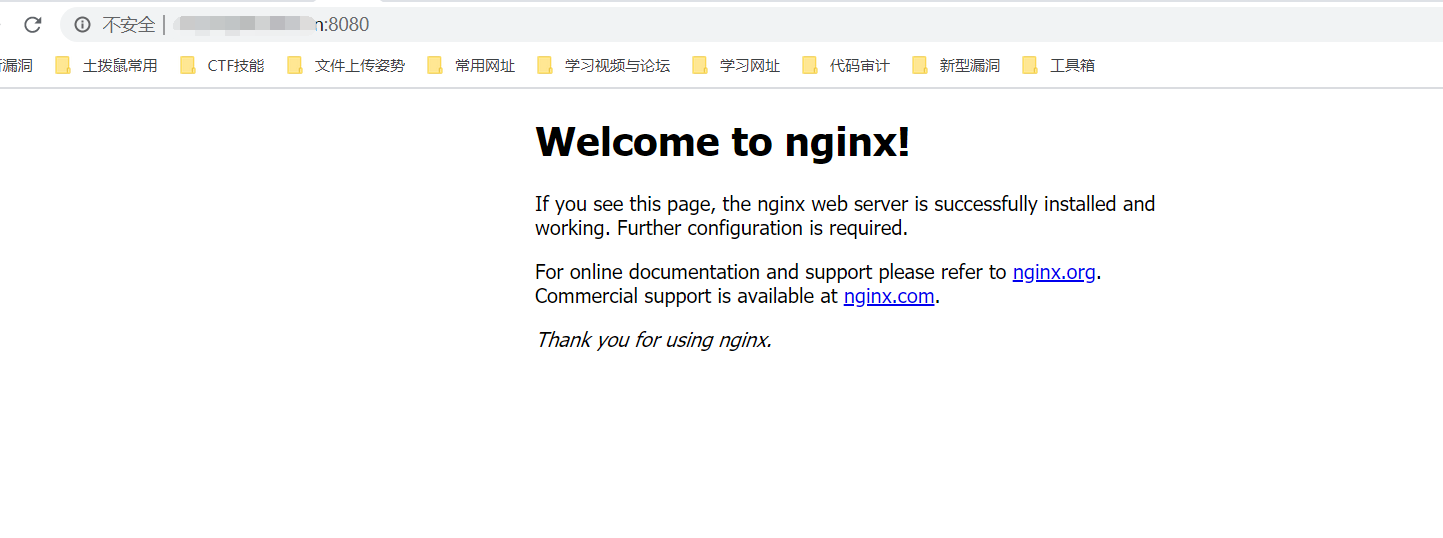 不安全 | :8080
漏洞 土拨鼠常用 CTF技能 文件上传姿势 常用网址 学习视频与论坛 学习网址 代码审计 新型漏洞 工具箱
Welcome to nginx!
If you see this page, the nginx web server is successfully installed and
working. Further configuration is required.
For online documentation and support please refer to nginx.org.
Commercial support is available at nginx.com.
Thank you for using nginx.